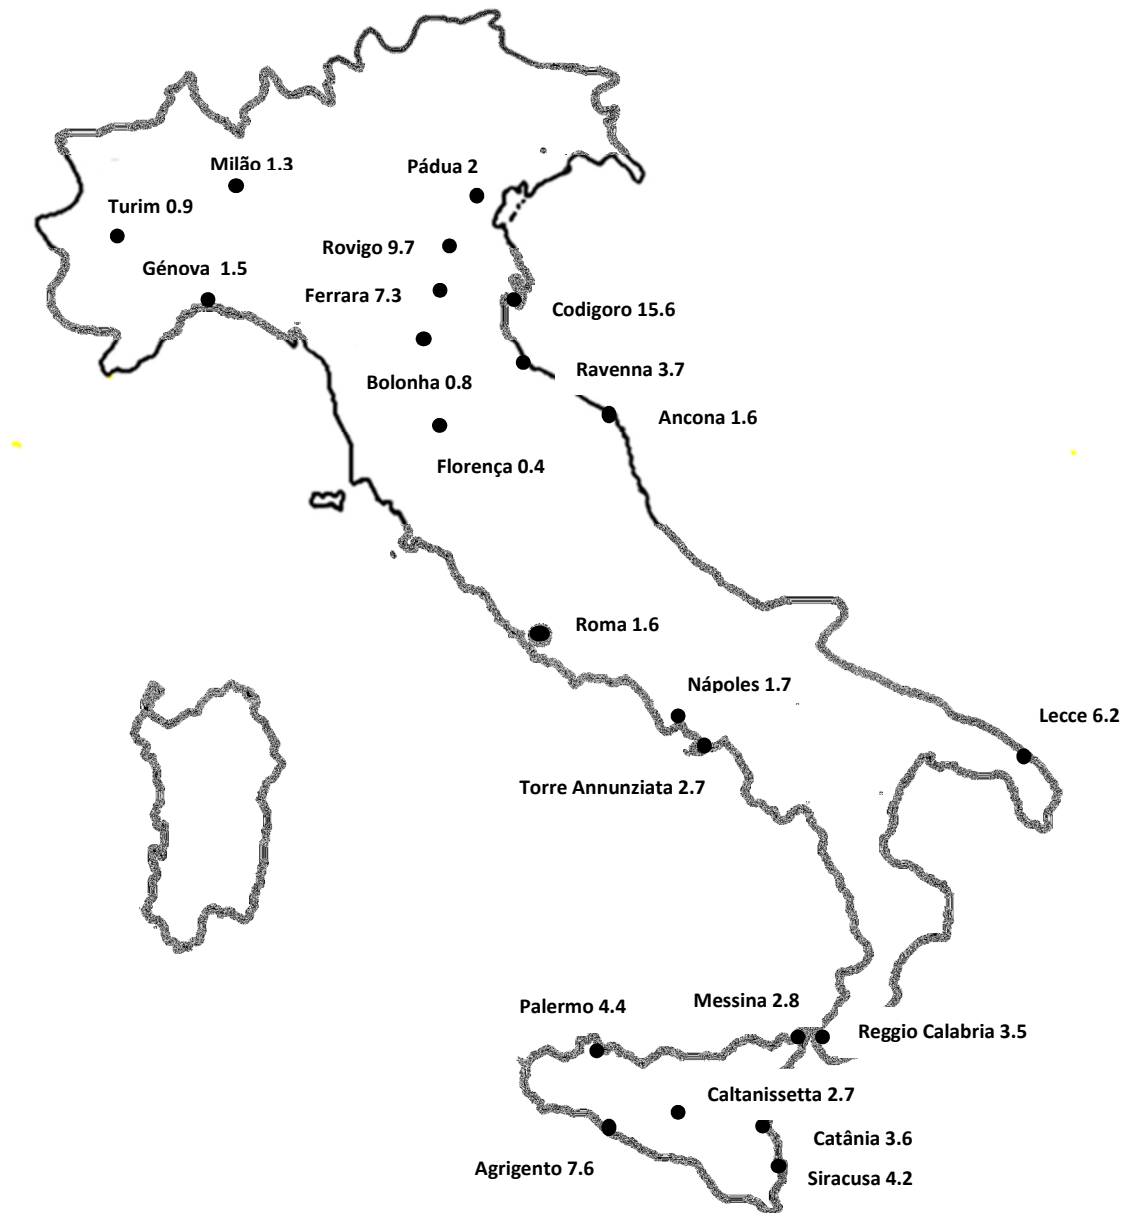 Milão 1.3
Pádua 2
Turim 0.9
Rovigo 9.7
Génova 1.5
Ferrara 7.3
Codigoro 15.6
Ravenna 3.7
Bolonha 0.8
Ancona 1.6
Florença 0.4
Roma 1.6
Nápoles 1.7
Lecce 6.2
Torre Annunziata 2.7
Messina 2.8
Palermo 4.4
Reggio Calabria 3.5
Caltanissetta 2.7
Catânia 3.6
Agrigento 7.6
Siracusa 4.2